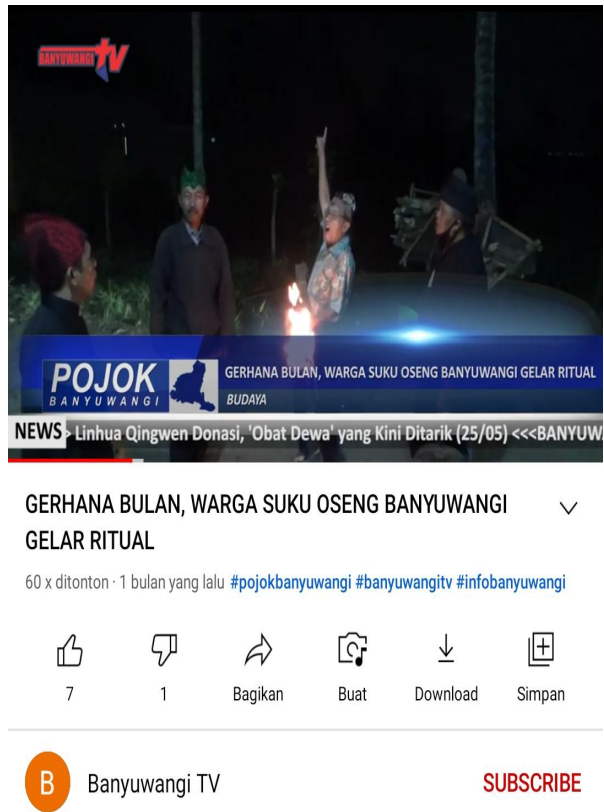 BANYUWANGI TV
POJOK
BANYUWANGI
GERHANA BULAN, WARGA SUKU OSENG BANYUWANGI GELAR RITUAL
BUDAYA
NEWS > Linhua Qingwen Donasi, 'Obat Dewa' yang Kini Ditarik (25/05) <<<BANYUW
GERHANA BULAN, WARGA SUKU OSENG BANYUWANGI
GELAR RITUAL
60 x ditonton · 1 bulan yang lalu #pojokbanyuwangi #banyuwangitv #infobanyuwangi
7 1 Bagikan Buat Download Simpan
B Banyuwangi TV SUBSCRIBE